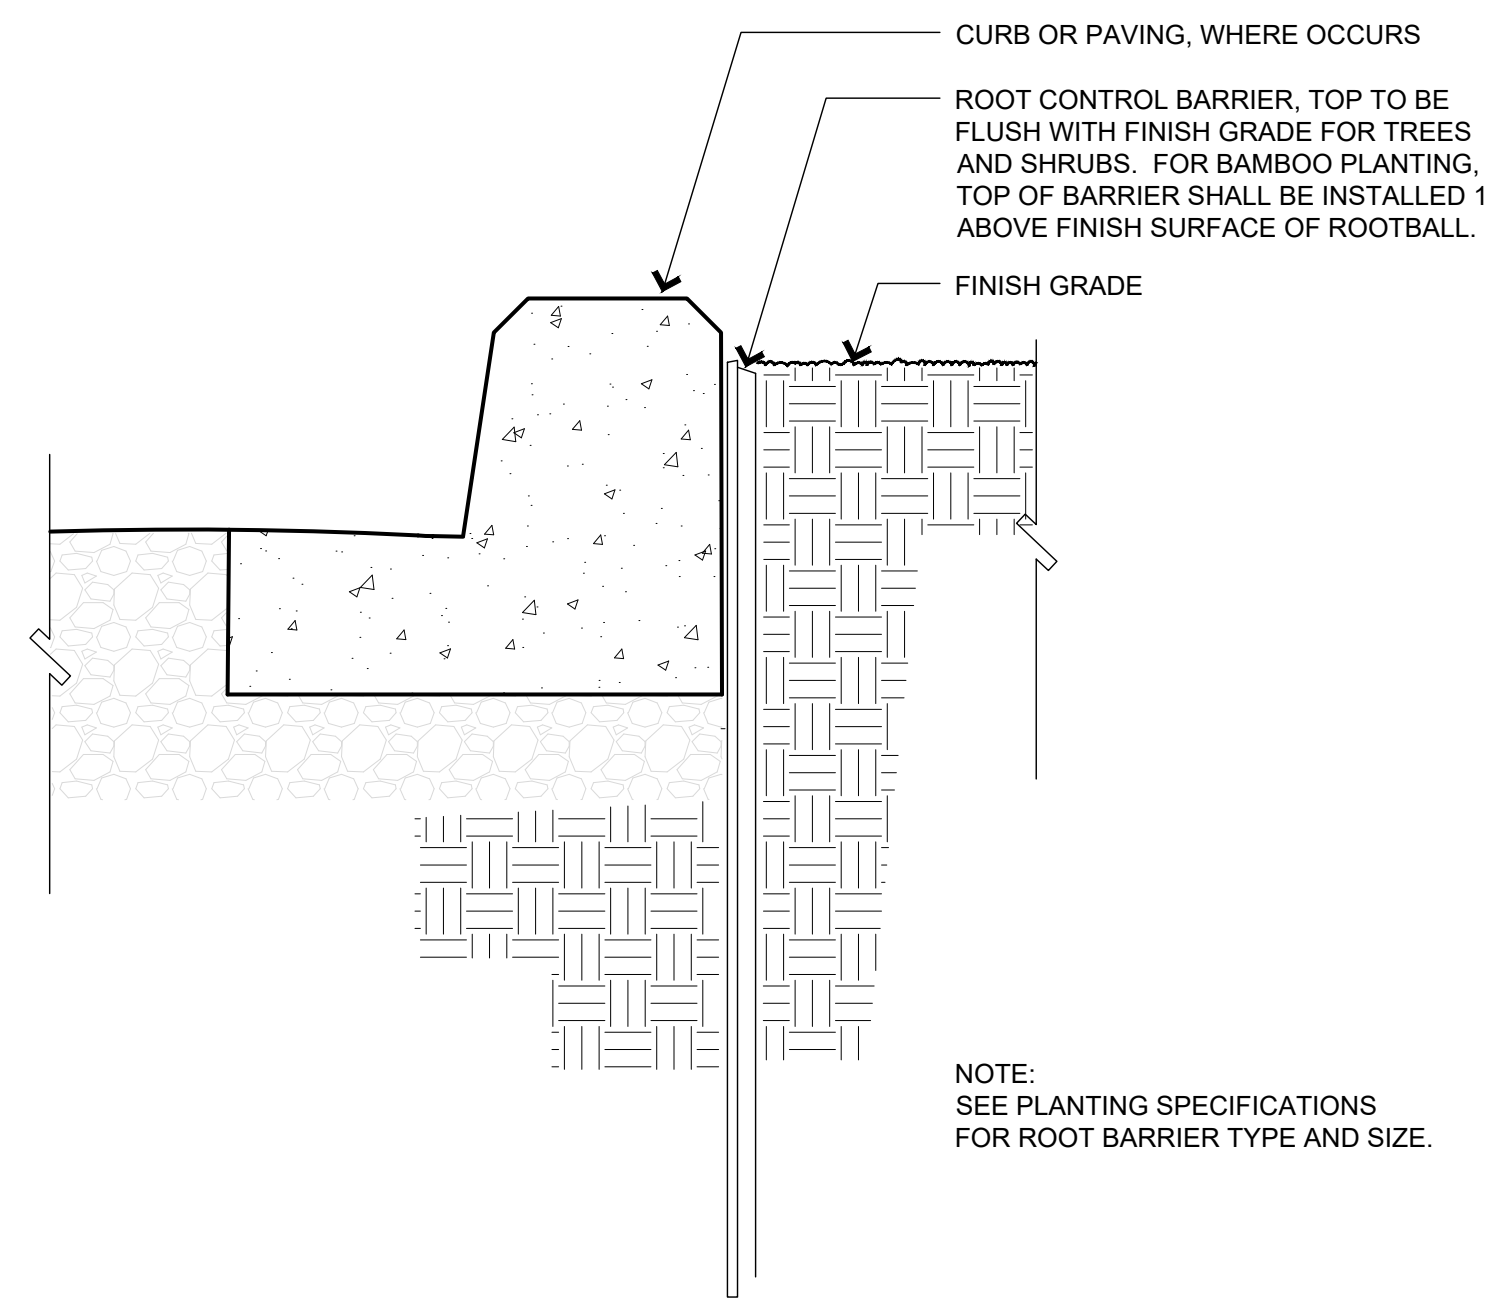 CURB OR PAVING, WHERE OCCURS
ROOT CONTROL BARRIER, TOP TO BE
FLUSH WITH FINISH GRADE FOR TREES
AND SHRUBS. FOR BAMBOO PLANTING,
TOP OF BARRIER SHALL BE INSTALLED 1
ABOVE FINISH SURFACE OF ROOTBALL.
FINISH GRADE
NOTE:
SEE PLANTING SPECIFICATIONS
FOR ROOT BARRIER TYPE AND SIZE.